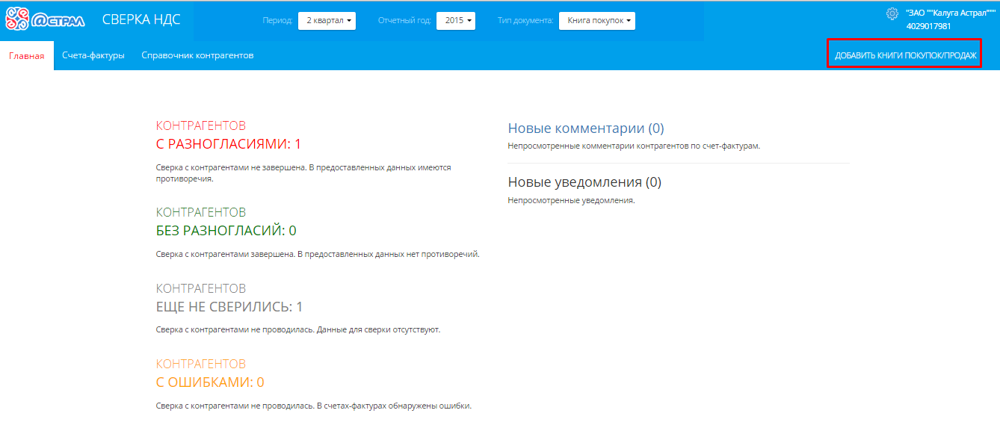 @СТРАЛ СВЕРКА НДС
Период: 2 квартал Отчетный год: 2015 Тип документа: Книга покупок
"ЗАО ""Калуга Астрал"""
4029017981
Главная Счета-фактуры Справочник контрагентов ДОБАВИТЬ КНИГИ ПОКУПОК/ПРОДАЖ
КОНТРАГЕНТОВ
С РАЗНОГЛАСИЯМИ: 1
Сверка с контрагентами не завершена. В предоставленных данных имеются
противоречия.
КОНТРАГЕНТОВ
БЕЗ РАЗНОГЛАСИЙ: 0
Сверка с контрагентами завершена. В предоставленных данных нет противоречий.
КОНТРАГЕНТОВ
ЕЩЕ НЕ СВЕРИЛИСЬ: 1
Сверка с контрагентами не проводилась. Данные для сверки отсутствуют.
КОНТРАГЕНТОВ
С ОШИБКАМИ: 0
Сверка с контрагентами не проводилась. В счетах-фактурах обнаружены ошибки.
Новые комментарии (0)
Непросмотренные комментарии контрагентов по счет-фактурам.
Новые уведомления (0)
Непросмотренные уведомления.